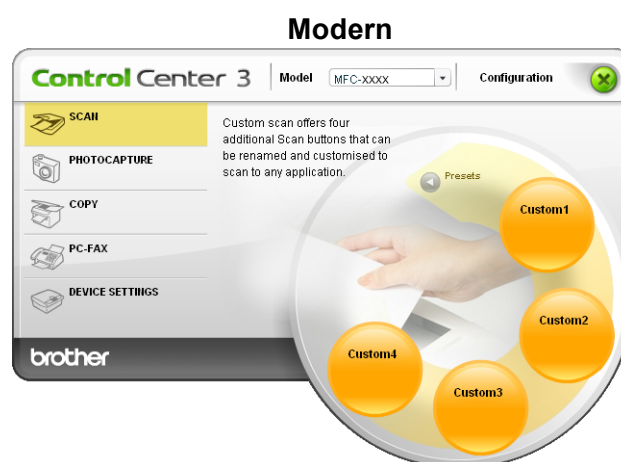 Modern
Control Center 3
Model
MFC-XXXX
Configuration
SCAN
PHOTOCAPTURE
COPY
PC-FAX
DEVICE SETTINGS
Custom scan offers four
additional Scan buttons that can
be renamed and customised to
scan to any application.
Presets
Custom1
Custom2
Custom3
Custom4
brother